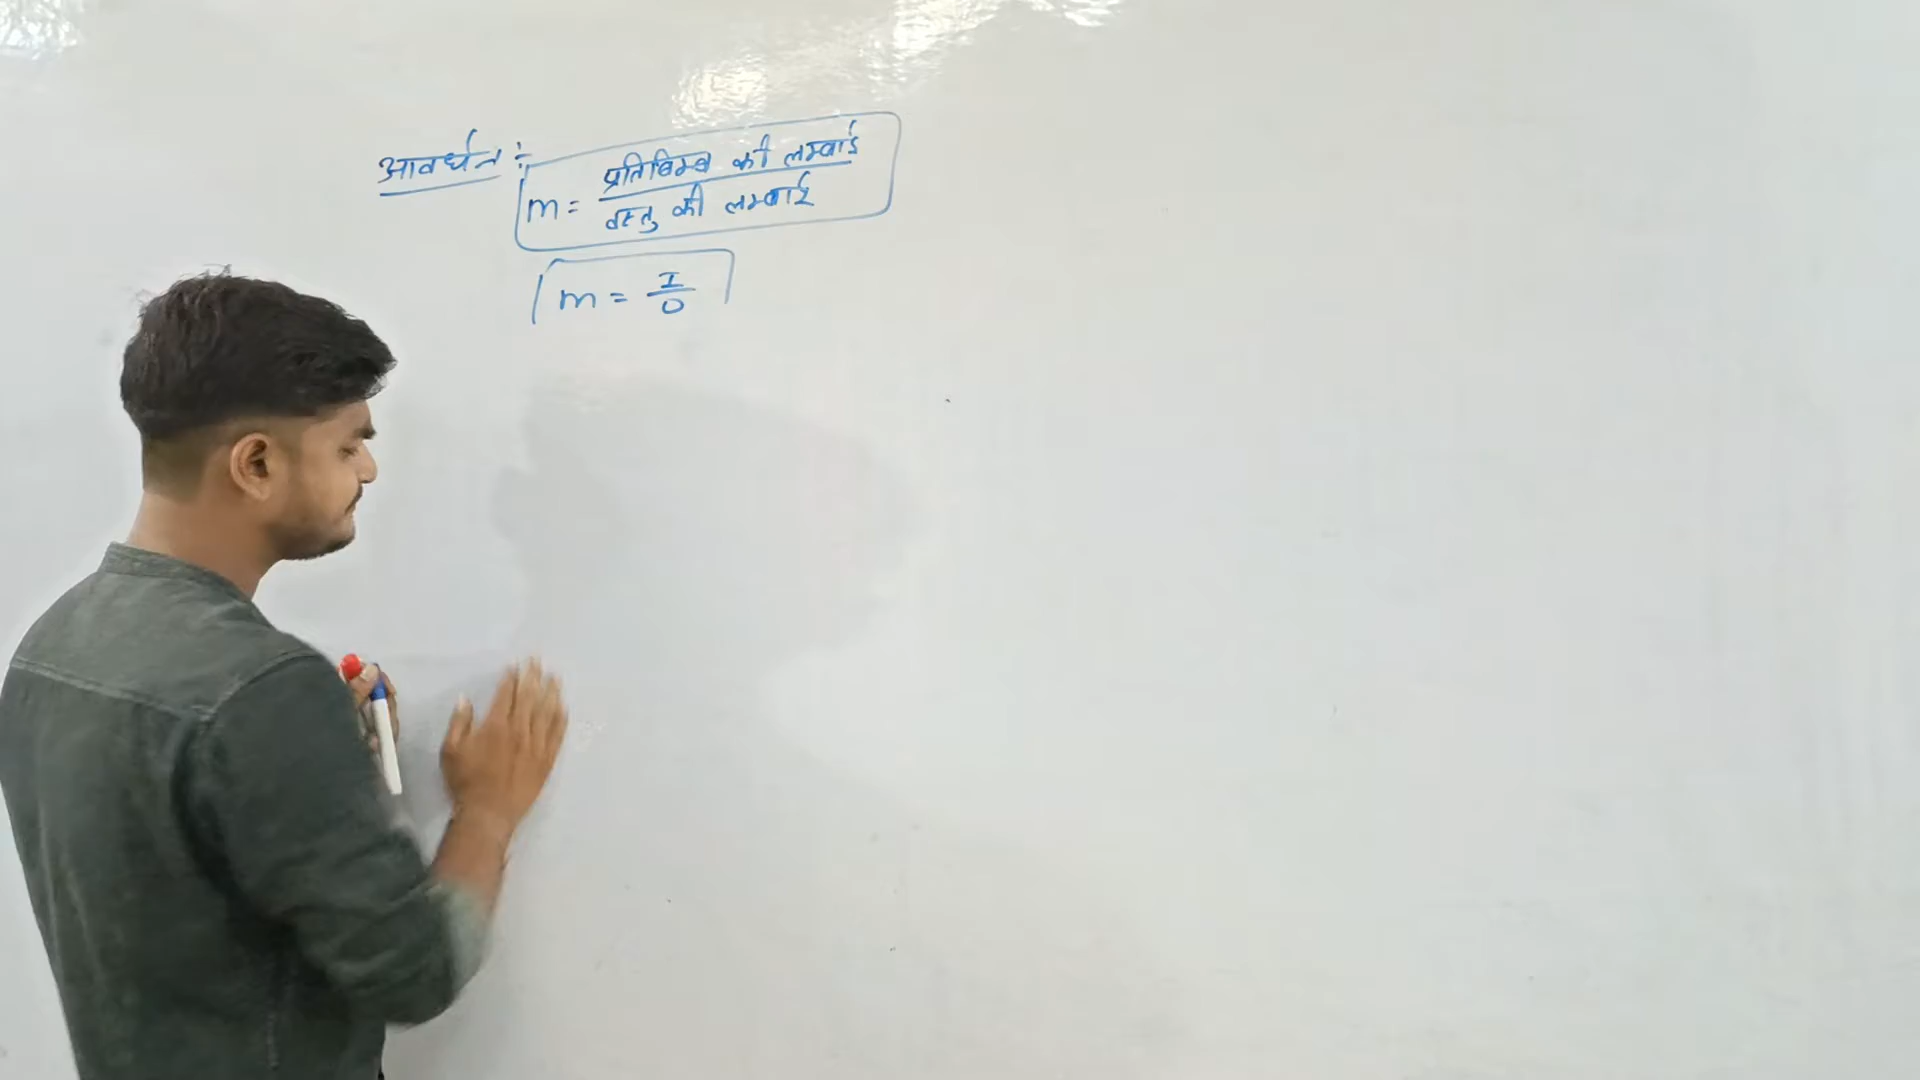 आवर्धन :-
m = प्रतिबिम्ब की लम्बाई / वस्तु की लम्बाई
m = I / O